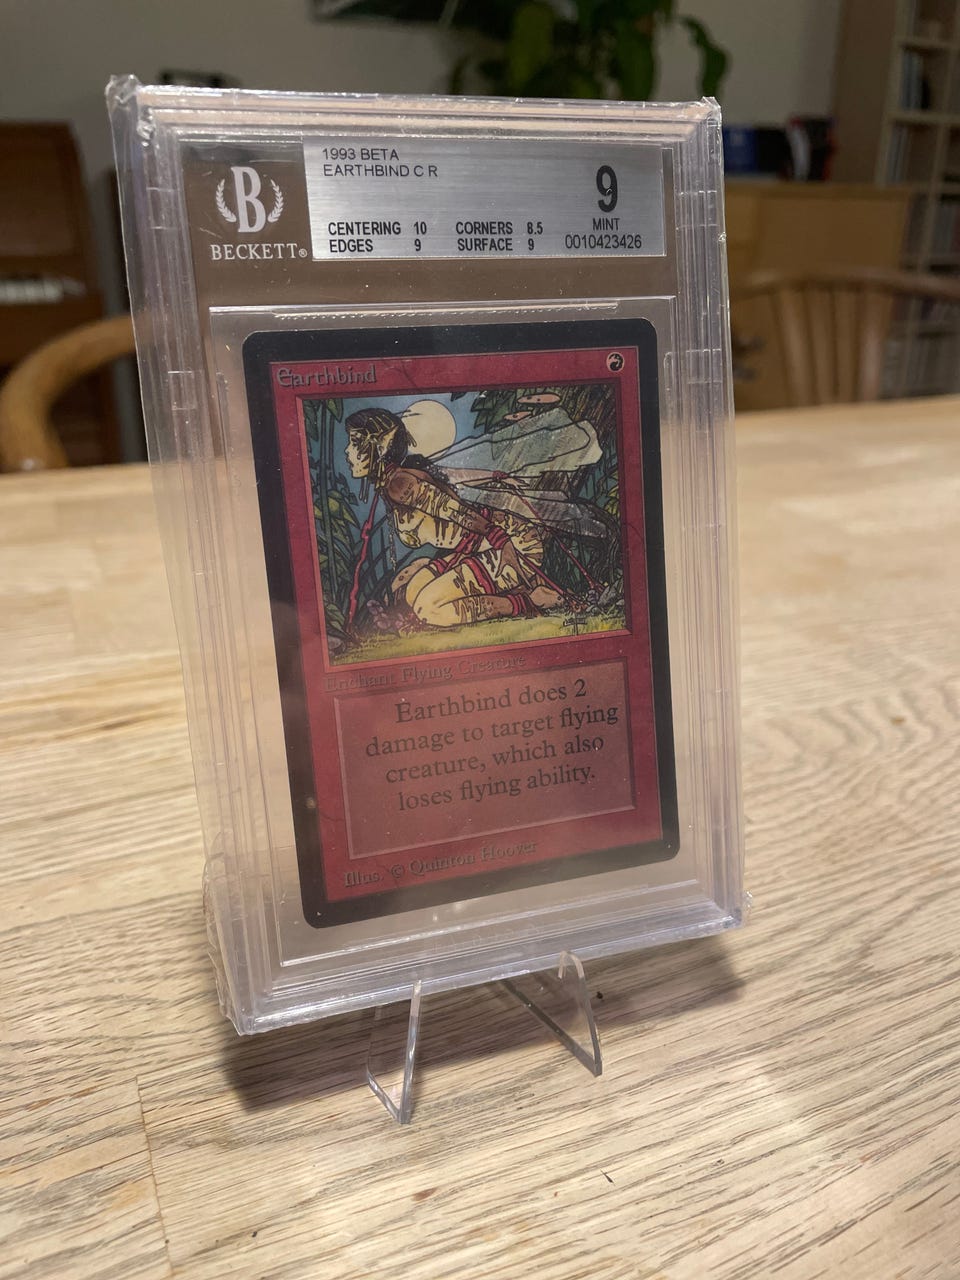 B
BECKETT®
1993 BETA
EARTHBIND C R
CENTERING 10 CORNERS 8.5
EDGES 9 SURFACE 9
9
MINT
0010423426
Earthbind
Enchant Flying Creature
Earthbind does 2
damage to target flying
creature, which also
loses flying ability.
Illus. © Quinton Hoover